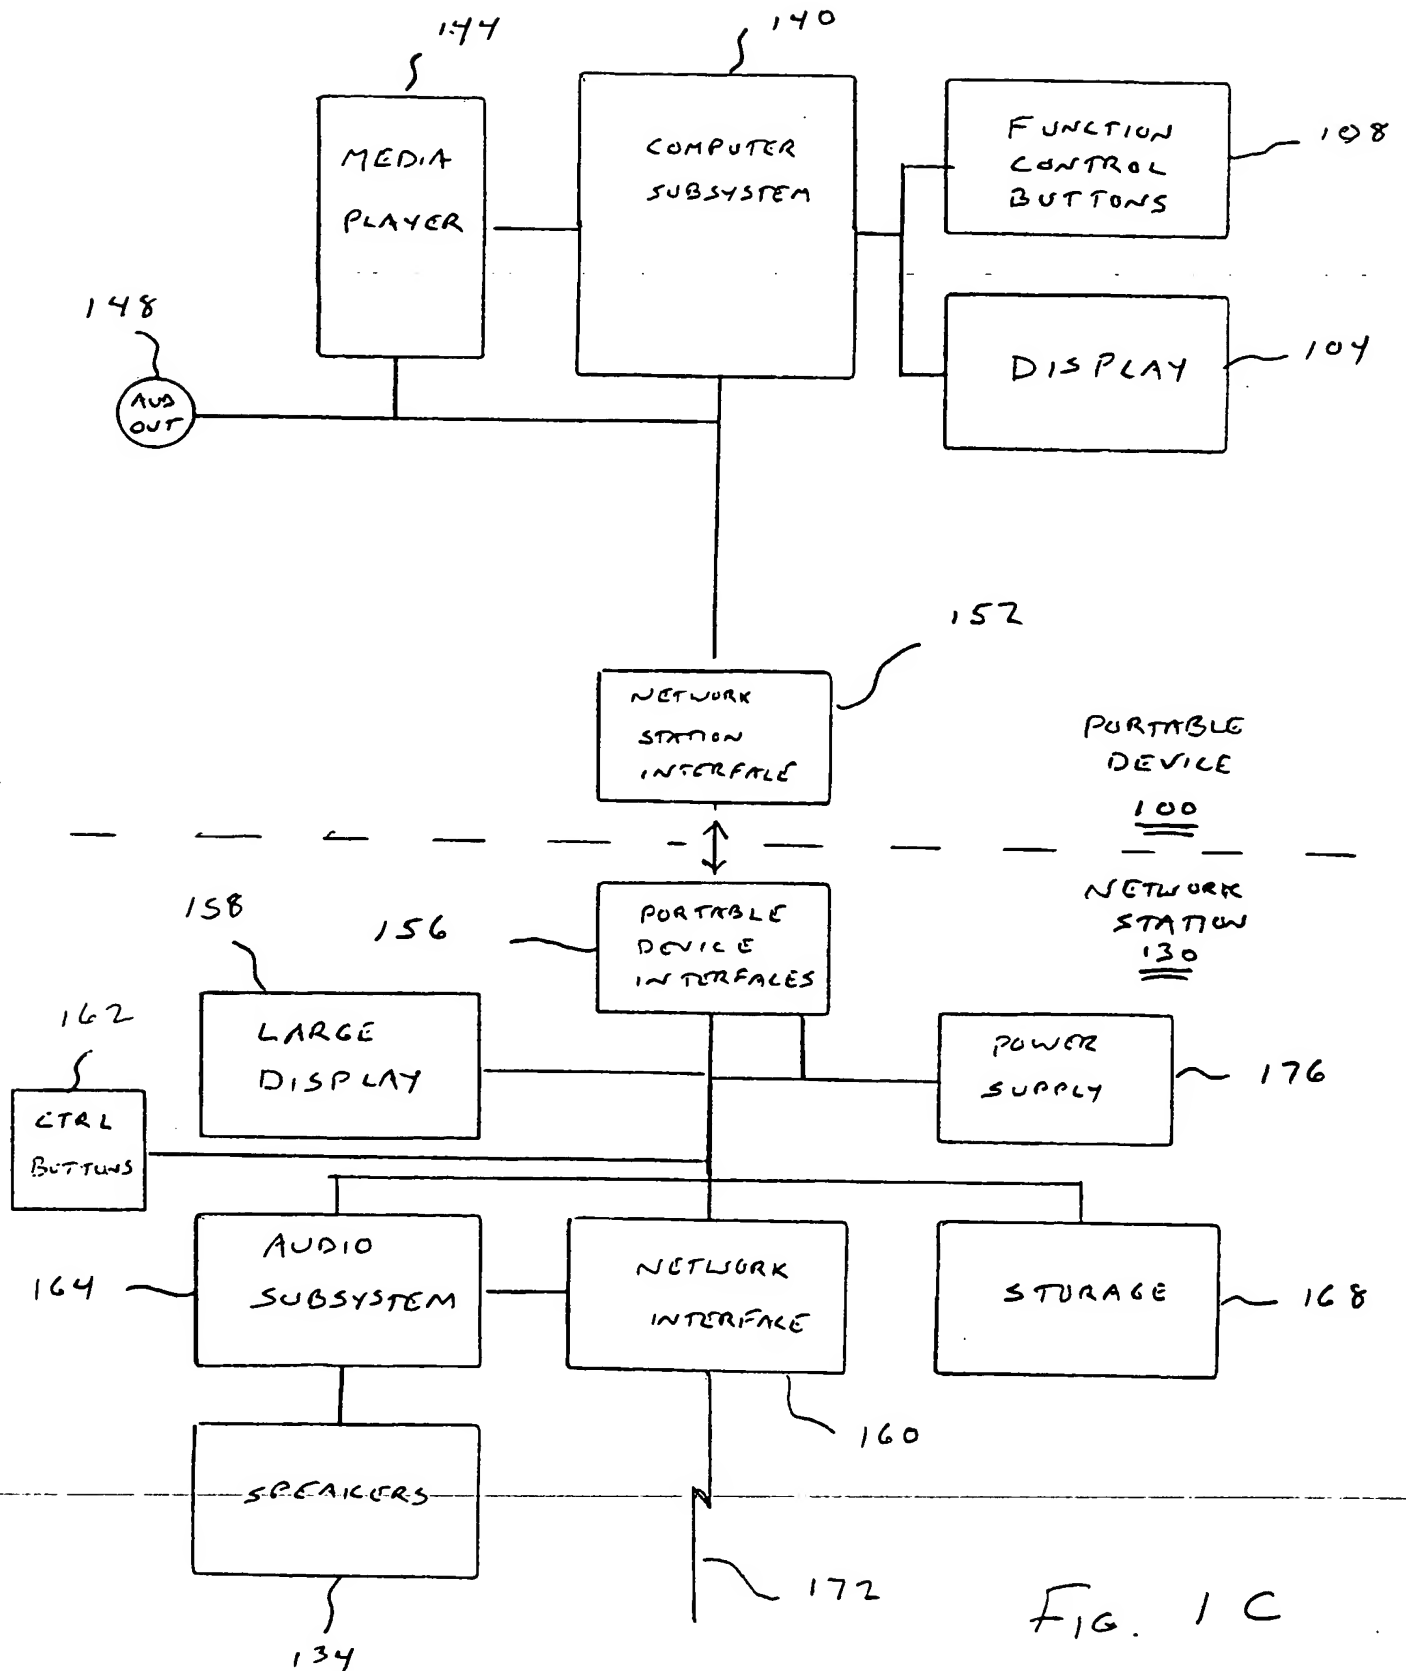 144
140
MEDIA
PLAYER
COMPUTER
SUBSYSTEM
FUNCTION
CONTROL
BUTTONS
108
148
AUD
OUT
DISPLAY
104
152
NETWORK
STATION
INTERFACE
PORTABLE
DEVICE
100
NETWORK
STATION
130
158
156
PORTABLE
DEVICE
INTERFACES
162
LARGE
DISPLAY
POWER
SUPPLY
176
CTRL
BUTTONS
164
AUDIO
SUBSYSTEM
NETWORK
INTERFACE
STORAGE
168
160
SPEAKERS
134
172
FIG. 1C